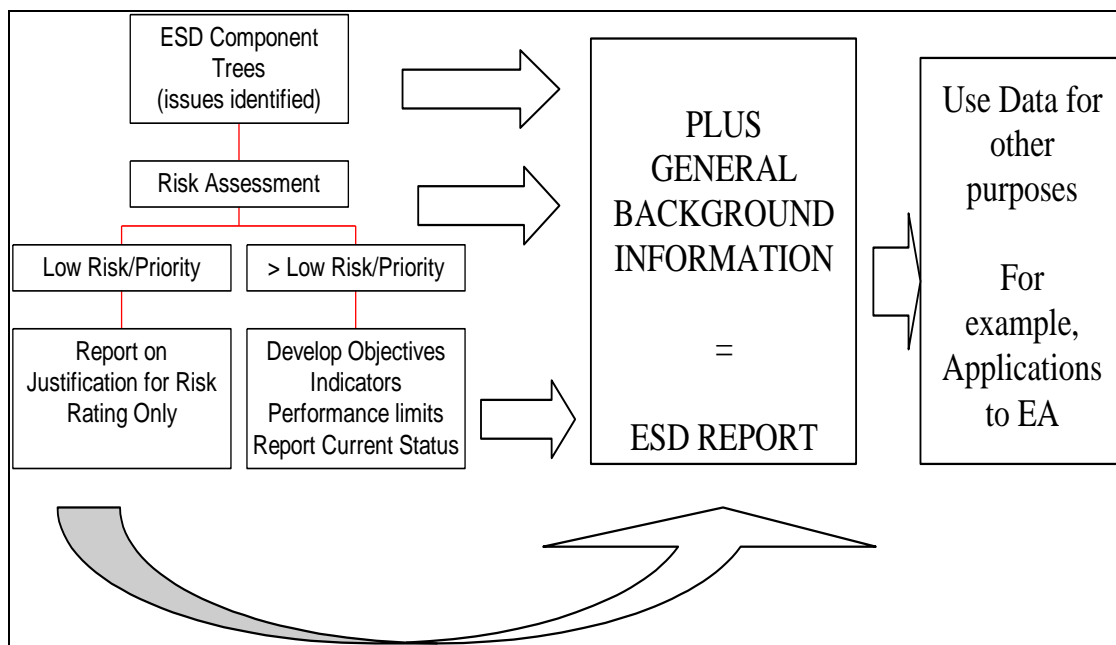 ESD Component
Trees
(issues identified)
Risk Assessment
Low Risk/Priority
> Low Risk/Priority
Report on
Justification for Risk
Rating Only
Develop Objectives
Indicators
Performance limits
Report Current Status
PLUS
GENERAL
BACKGROUND
INFORMATION
=
ESD REPORT
Use Data for
other
purposes
For
example,
Applications
to EA